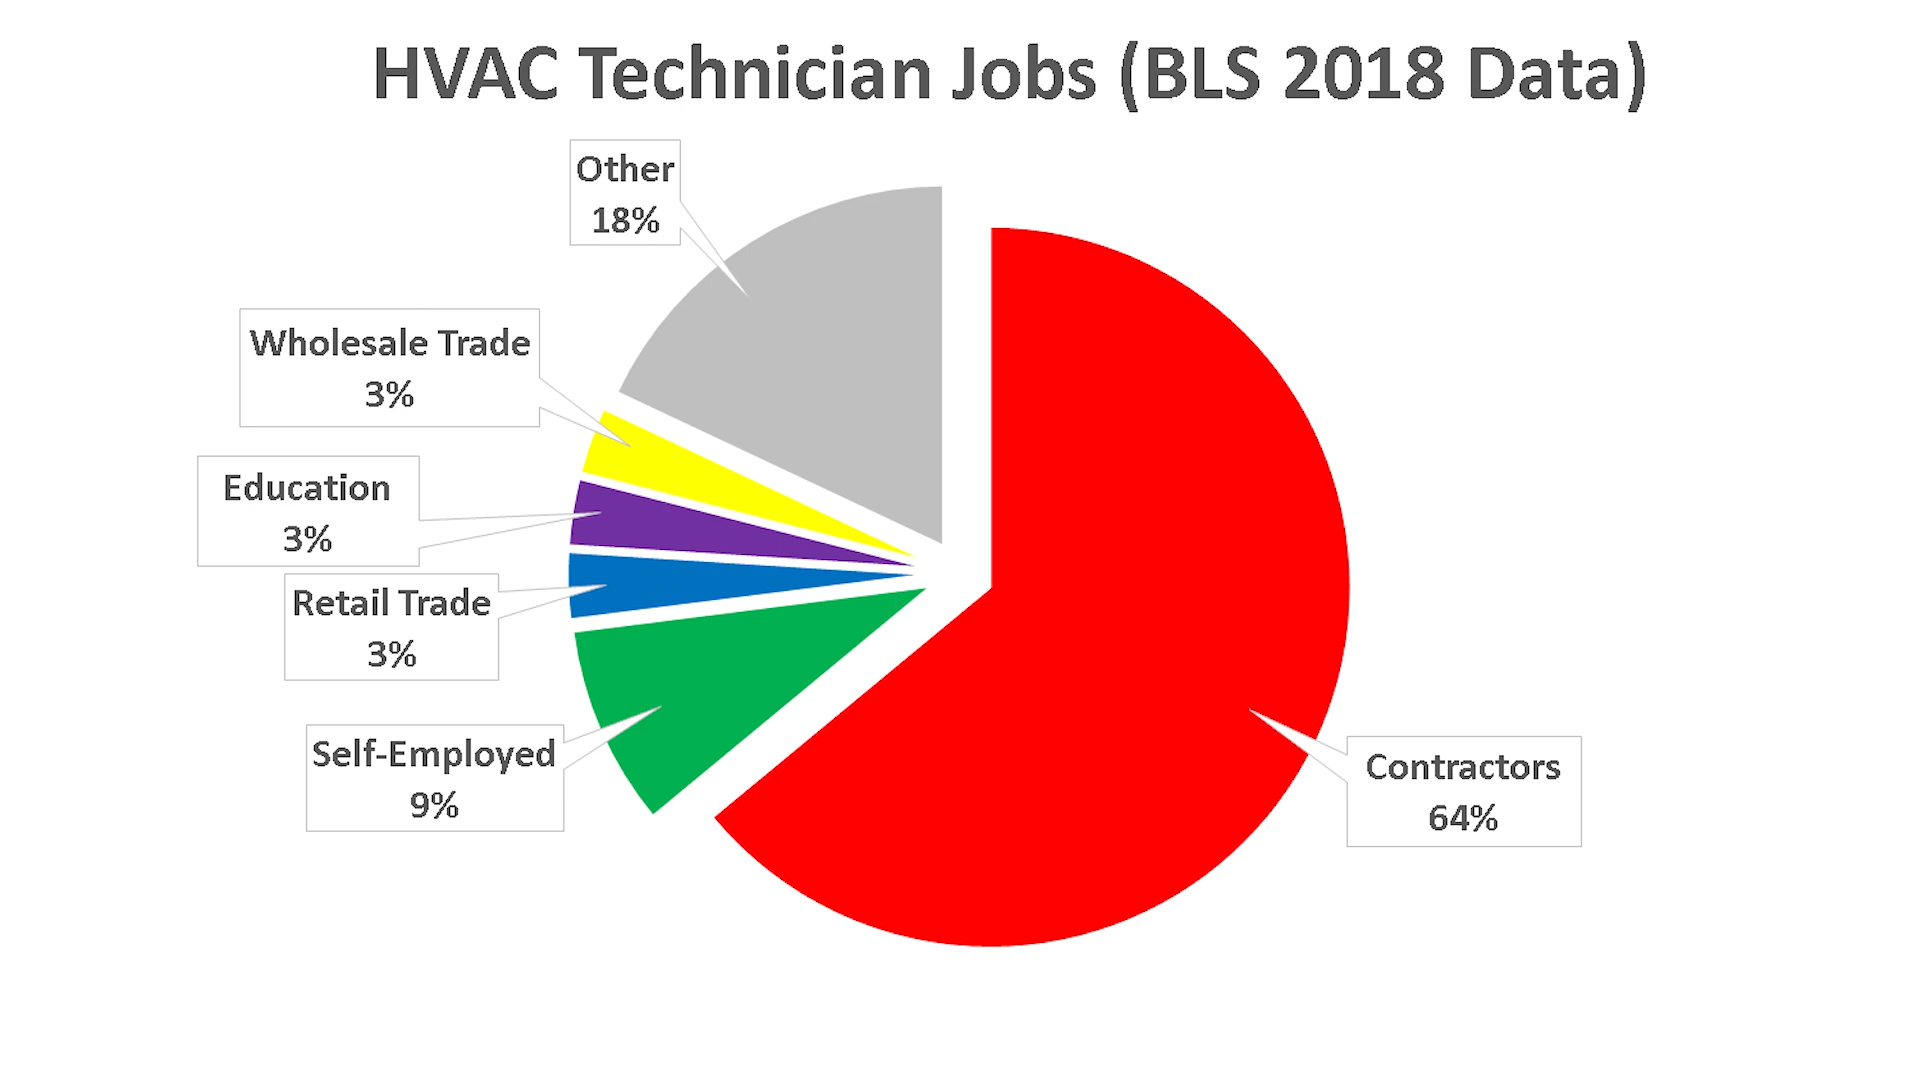 HVAC Technician Jobs (BLS 2018 Data)
Other
18%
Wholesale Trade
3%
Education
3%
Retail Trade
3%
Self-Employed
9%
Contractors
64%